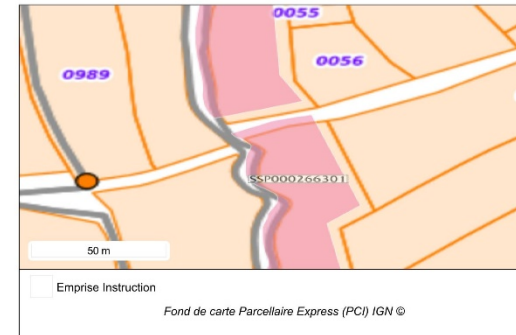 0055
0056
0989
SSP000266301
50 m
Emprise Instruction
Fond de carte Parcellaire Express (PCI) IGN ©